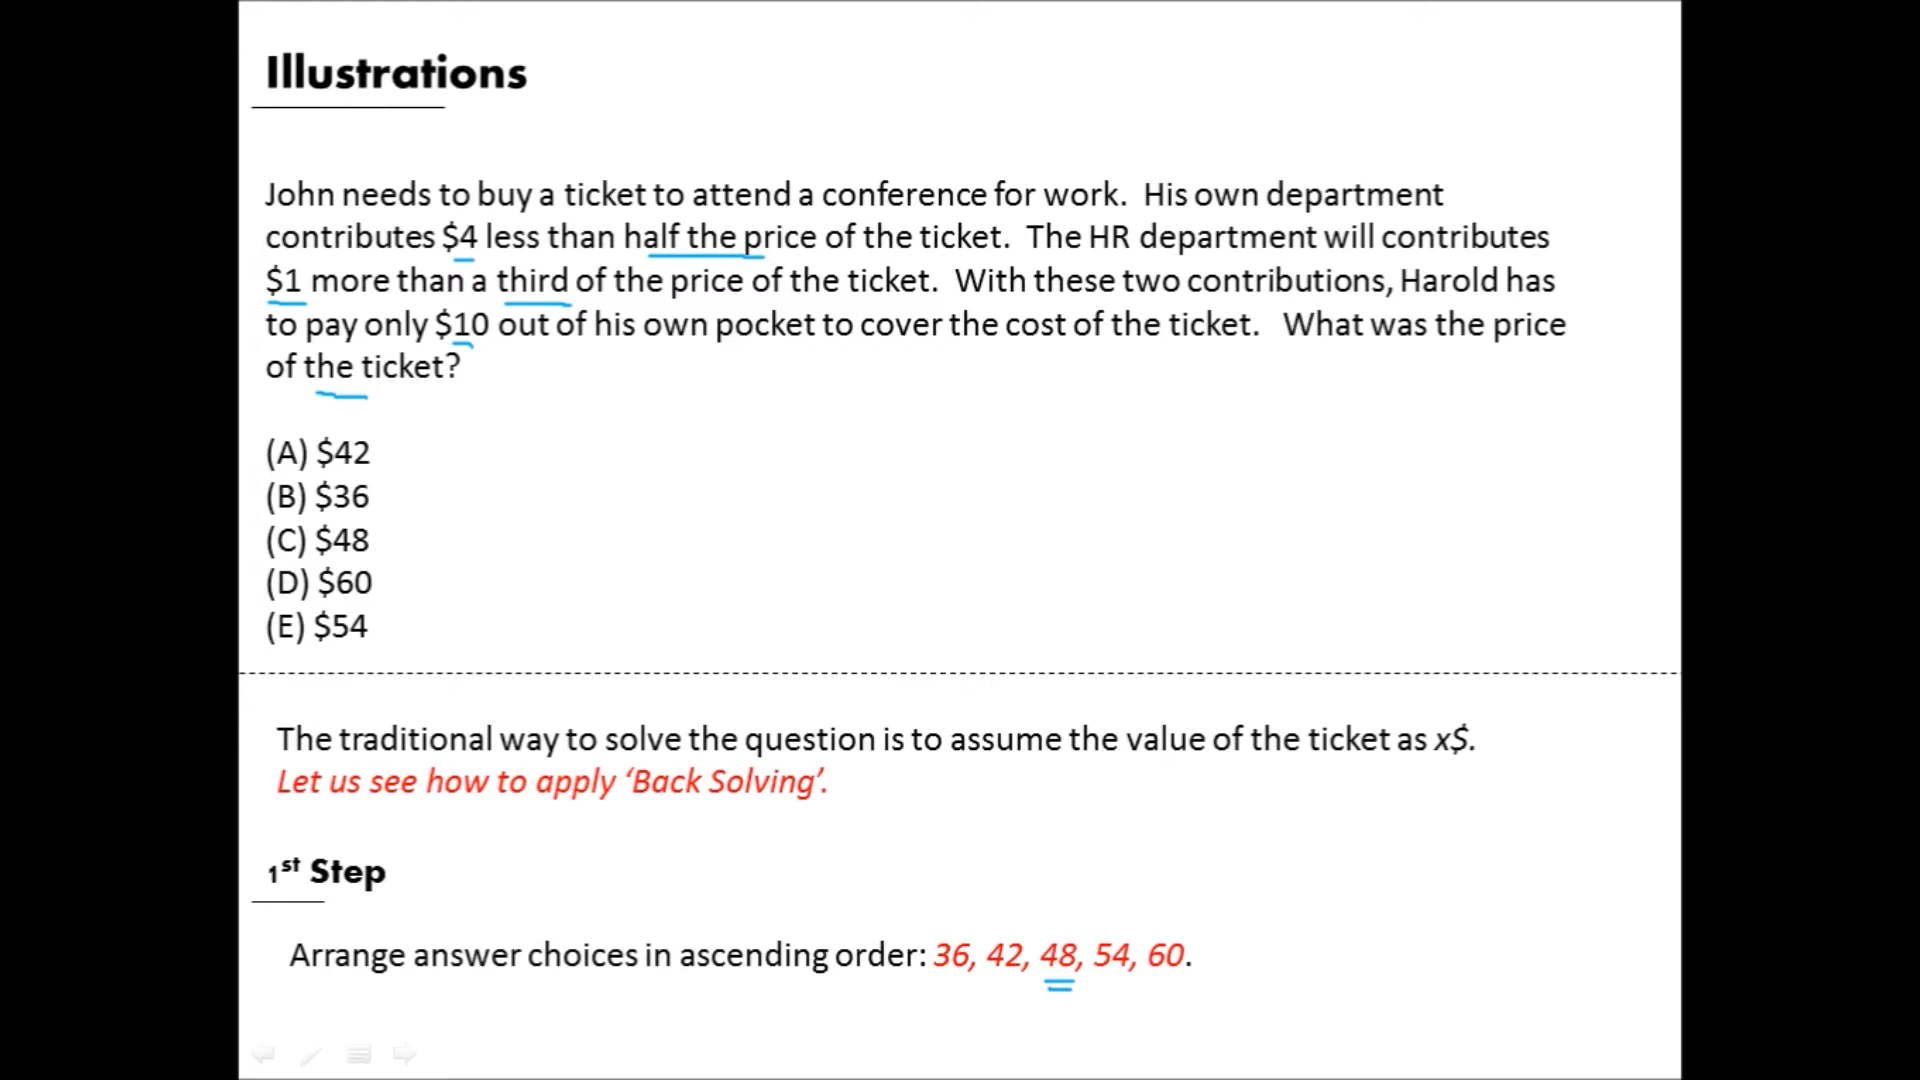 Illustrations
John needs to buy a ticket to attend a conference for work.  His own department
contributes $4 less than half the price of the ticket.  The HR department will contributes
$1 more than a third of the price of the ticket.  With these two contributions, Harold has
to pay only $10 out of his own pocket to cover the cost of the ticket.   What was the price
of the ticket?
(A) $42
(B) $36
(C) $48
(D) $60
(E) $54
The traditional way to solve the question is to assume the value of the ticket as x$.
Let us see how to apply ‘Back Solving’.
1st Step
Arrange answer choices in ascending order: 36, 42, 48, 54, 60.